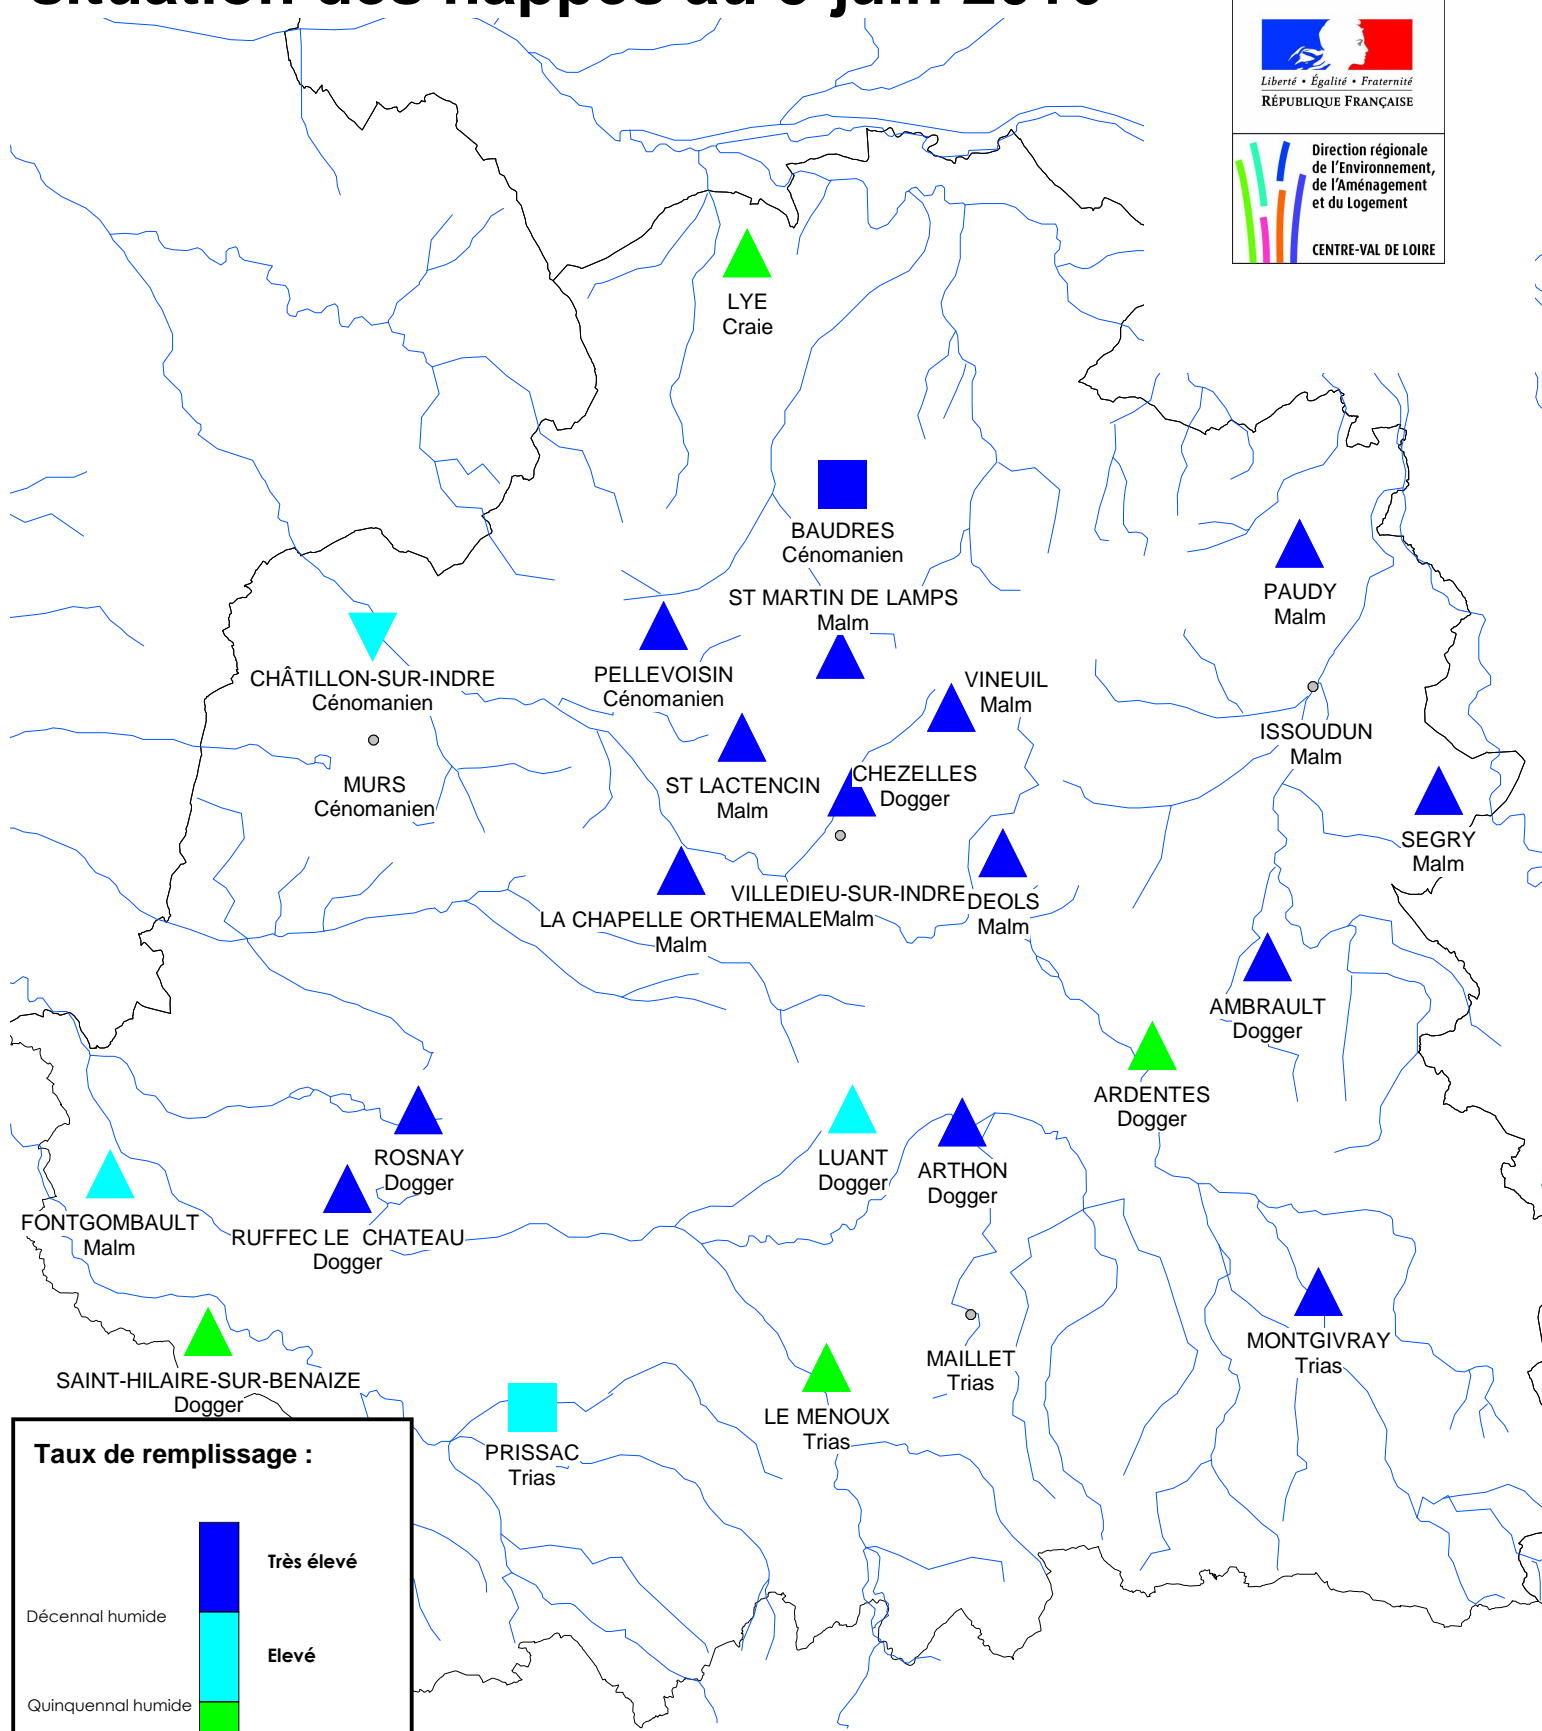 Liberté • Égalité • Fraternité
RÉPUBLIQUE FRANÇAISE
Direction régionale
de l'Environnement,
de l'Aménagement
et du Logement
CENTRE-VAL DE LOIRE
LYE
Craie
BAUDRES
Cénomanien
ST MARTIN DE LAMPS
Malm
PAUDY
Malm
CHÂTILLON-SUR-INDRE
Cénomanien
PELLEVOISIN
Cénomanien
VINEUIL
Malm
ISSOUDUN
Malm
MURS
Cénomanien
ST LACTENCIN
Malm
CHEZELLES
Dogger
SEGRY
Malm
VILLEDIEU-SUR-INDRE
Malm
DEOLS
Malm
LA CHAPELLE ORTHEMALE
Malm
AMBRAULT
Dogger
ARDENTES
Dogger
ROSNAY
Dogger
LUANT
Dogger
ARTHON
Dogger
FONTGOMBAULT
Malm
RUFFEC LE  CHATEAU
Dogger
MONTGIVRAY
Trias
MAILLET
Trias
SAINT-HILAIRE-SUR-BENAIZE
Dogger
LE MENOUX
Trias
PRISSAC
Trias
Taux de remplissage :
Très élevé
Décennal humide
Elevé
Quinquennal humide